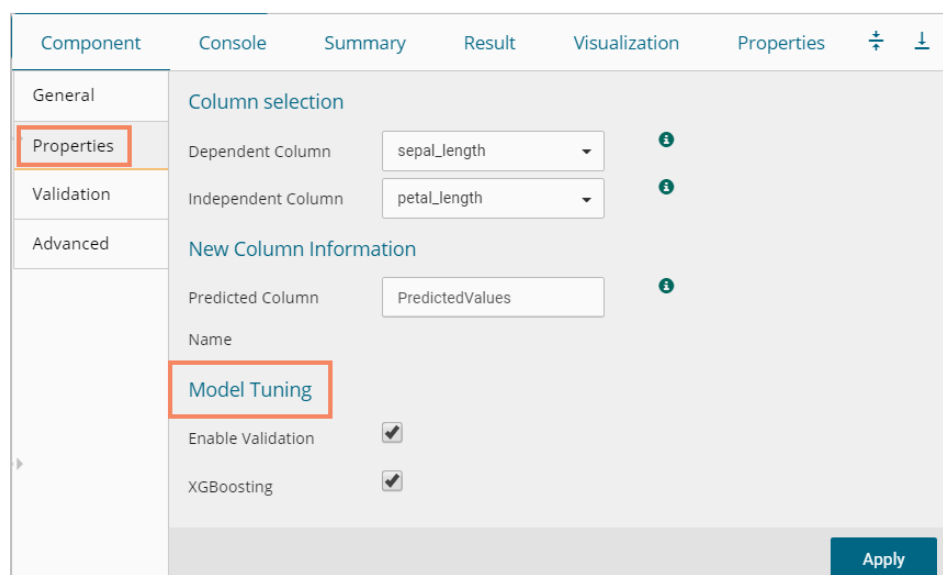 Component Console Summary Result Visualization Properties
General
Properties
Validation
Advanced
Column selection
Dependent Column sepal_length
Independent Column petal_length
New Column Information
Predicted Column PredictedValues
Name
Model Tuning
Enable Validation
XGBoosting
Apply